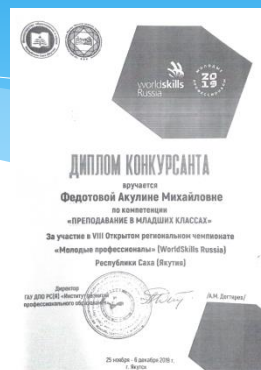 worldskills
Russia
2019
ДИПЛОМ КОНКУРСАНТА
вручается
Федотовой Акулине Михайловне
по компетенции
«ПРЕПОДАВАНИЕ В МЛАДШИХ КЛАССАХ»
За участие в VIII Открытом региональном чемпионате
«Молодые профессионалы» (WorldSkills Russia)
Республики Саха (Якутия)
Директор
ГАУ ДПО РС(Я) «Институт развития
профессионального образования»
25 ноября - 6 декабря 2019 г.
г. Якутск